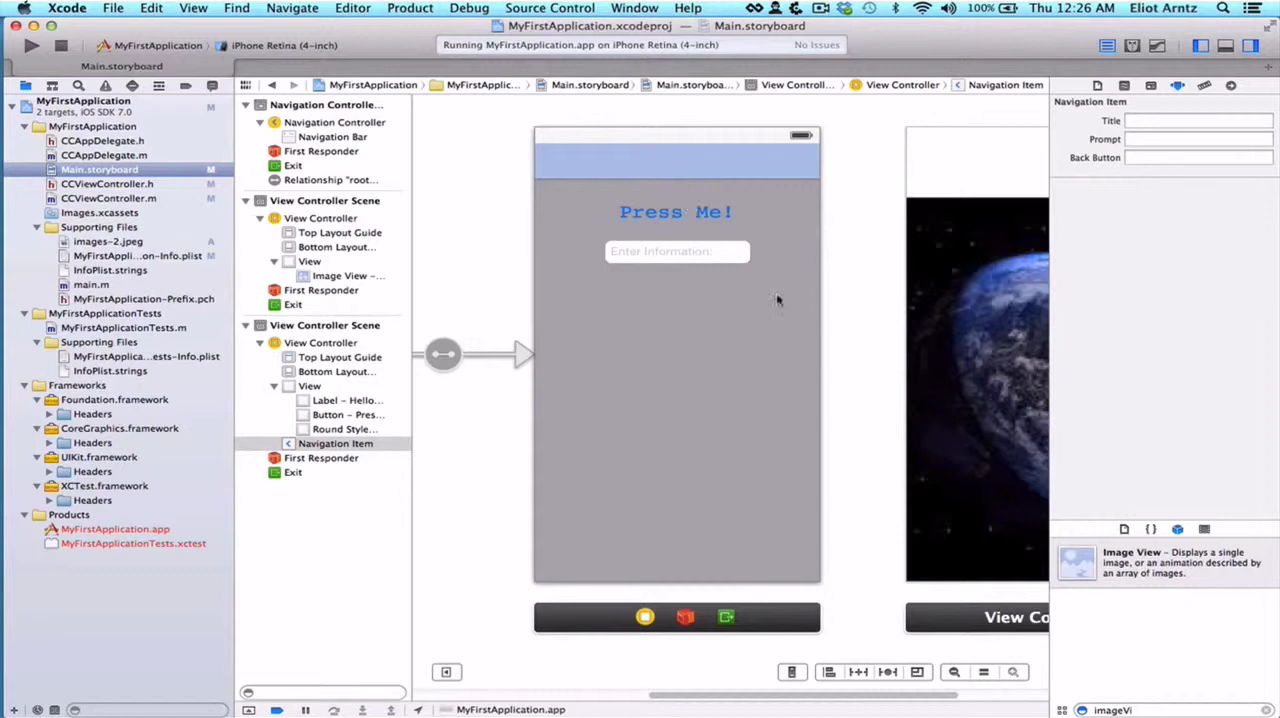 Xcode File Edit View Find Navigate Editor Product Debug Source Control Window Help 100% Thu 12:26 AM Eliot Arntz
MyFirstApplication.xcodeproj — Main.storyboard
MyFirstApplication iPhone Retina (4-inch) Running MyFirstApplication.app on iPhone Retina (4-inch) No Issues
Main.storyboard
MyFirstApplication MyFirstApplic... Main.storyboard Main.storyboa... View Controll... View Controller Navigation Item
MyFirstApplication M
2 targets, iOS SDK 7.0
MyFirstApplication
CCAppDelegate.h
CCAppDelegate.m
Main.storyboard M
CCViewController.h M
CCViewController.m M
Images.xcassets
Supporting Files
images-2.jpeg A
MyFirstApplicati...on-Info.plist M
InfoPlist.strings
main.m
MyFirstApplication-Prefix.pch
MyFirstApplicationTests
MyFirstApplicationTests.m
Supporting Files
MyFirstApplica...ests-Info.plist
InfoPlist.strings
Frameworks
Foundation.framework
Headers
CoreGraphics.framework
Headers
UIKit.framework
Headers
XCTest.framework
Headers
Products
MyFirstApplication.app
MyFirstApplicationTests.xctest
Navigation Controlle...
Navigation Controller
Navigation Bar
First Responder
Exit
Relationship "root...
View Controller Scene
View Controller
Top Layout Guide
Bottom Layout...
View
Image View -...
First Responder
Exit
View Controller Scene
View Controller
Top Layout Guide
Bottom Layout...
View
Label – Hello...
Button – Pres...
Round Style...
Navigation Item
First Responder
Exit
Press Me!
Enter Information:
View Co
Navigation Item
Title
Prompt
Back Button
Image View – Displays a single
image, or an animation described by
an array of images.
MyFirstApplication.app
imageVi